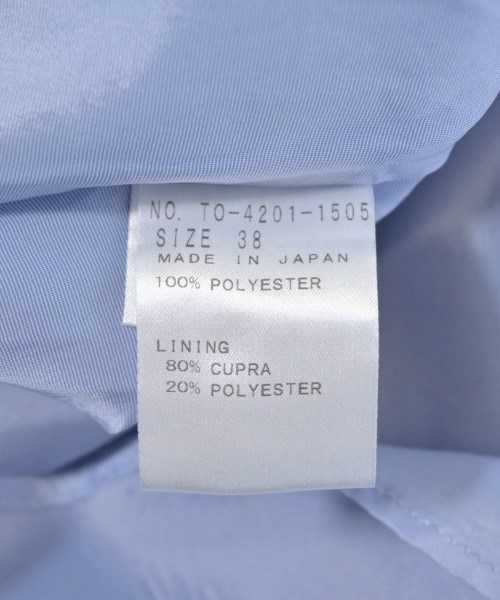 NO. TO-4201-1505
SIZE 38
MADE IN JAPAN
100% POLYESTER
LINING
80% CUPRA
20% POLYESTER